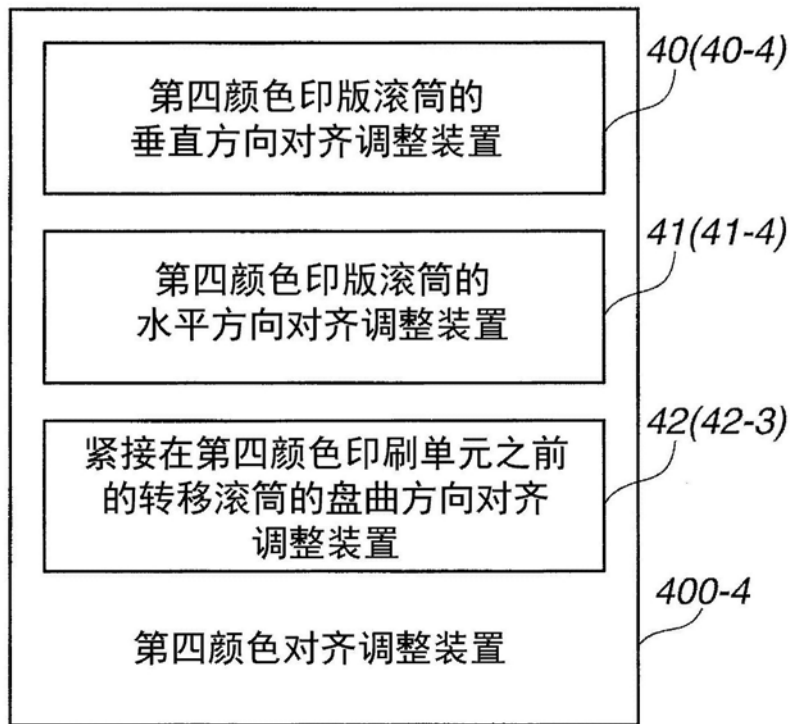 40(40-4)
第四颜色印版滚筒的
垂直方向对齐调整装置
41(41-4)
第四颜色印版滚筒的
水平方向对齐调整装置
42(42-3)
紧接在第四颜色印刷单元之前
的转移滚筒的盘曲方向对齐
调整装置
400-4
第四颜色对齐调整装置